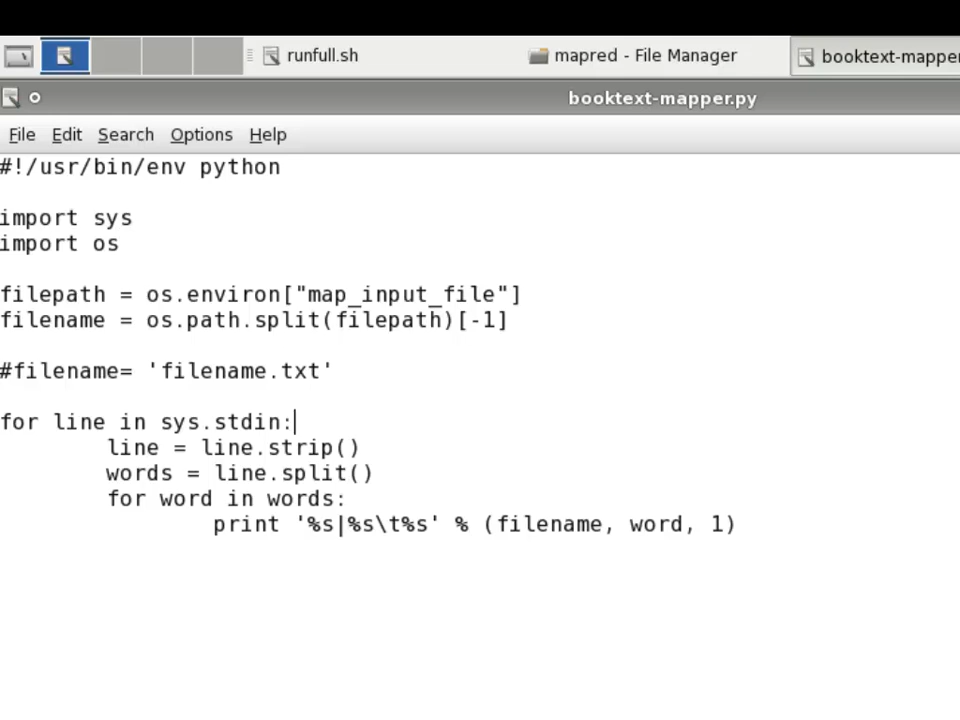 runfull.sh
mapred - File Manager
booktext-mapper
booktext-mapper.py
File Edit Search Options Help
#!/usr/bin/env python
import sys
import os
filepath = os.environ["map_input_file"]
filename = os.path.split(filepath)[-1]
#filename= 'filename.txt'
for line in sys.stdin:
line = line.strip()
words = line.split()
for word in words:
print '%s|%s\t%s' % (filename, word, 1)